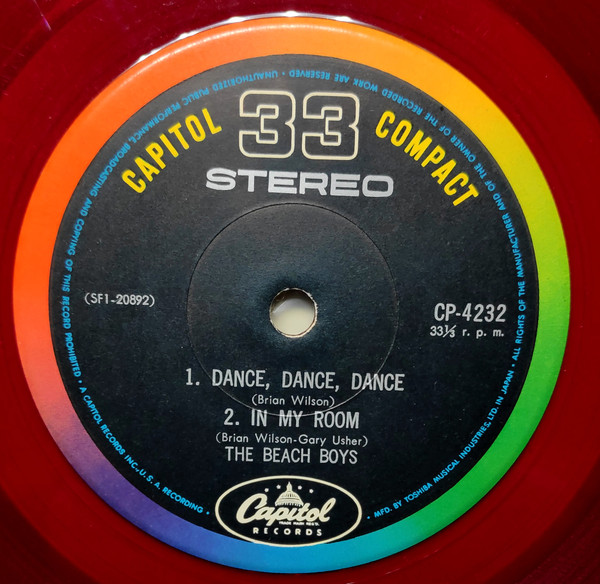 CAPITOL 33 COMPACT
STEREO
(SF1-20892)
CP-4232
33⅓ r. p. m.
1. DANCE, DANCE, DANCE
(Brian Wilson)
2. IN MY ROOM
(Brian Wilson-Gary Usher)
THE BEACH BOYS
Capitol
TRADE MARK REG'D.
RECORDS
• MFD. BY TOSHIBA MUSICAL INDUSTRIES, LTD. IN JAPAN • ALL RIGHTS OF THE MANUFACTURER AND OF THE OWNER OF THE RECORDED WORK ARE RESERVED • UNAUTHORIZED PUBLIC PERFORMANCE, BROADCASTING AND COPYING OF THIS RECORD PROHIBITED • A CAPITOL RECORDS INC., U.S.A. RECORDING •